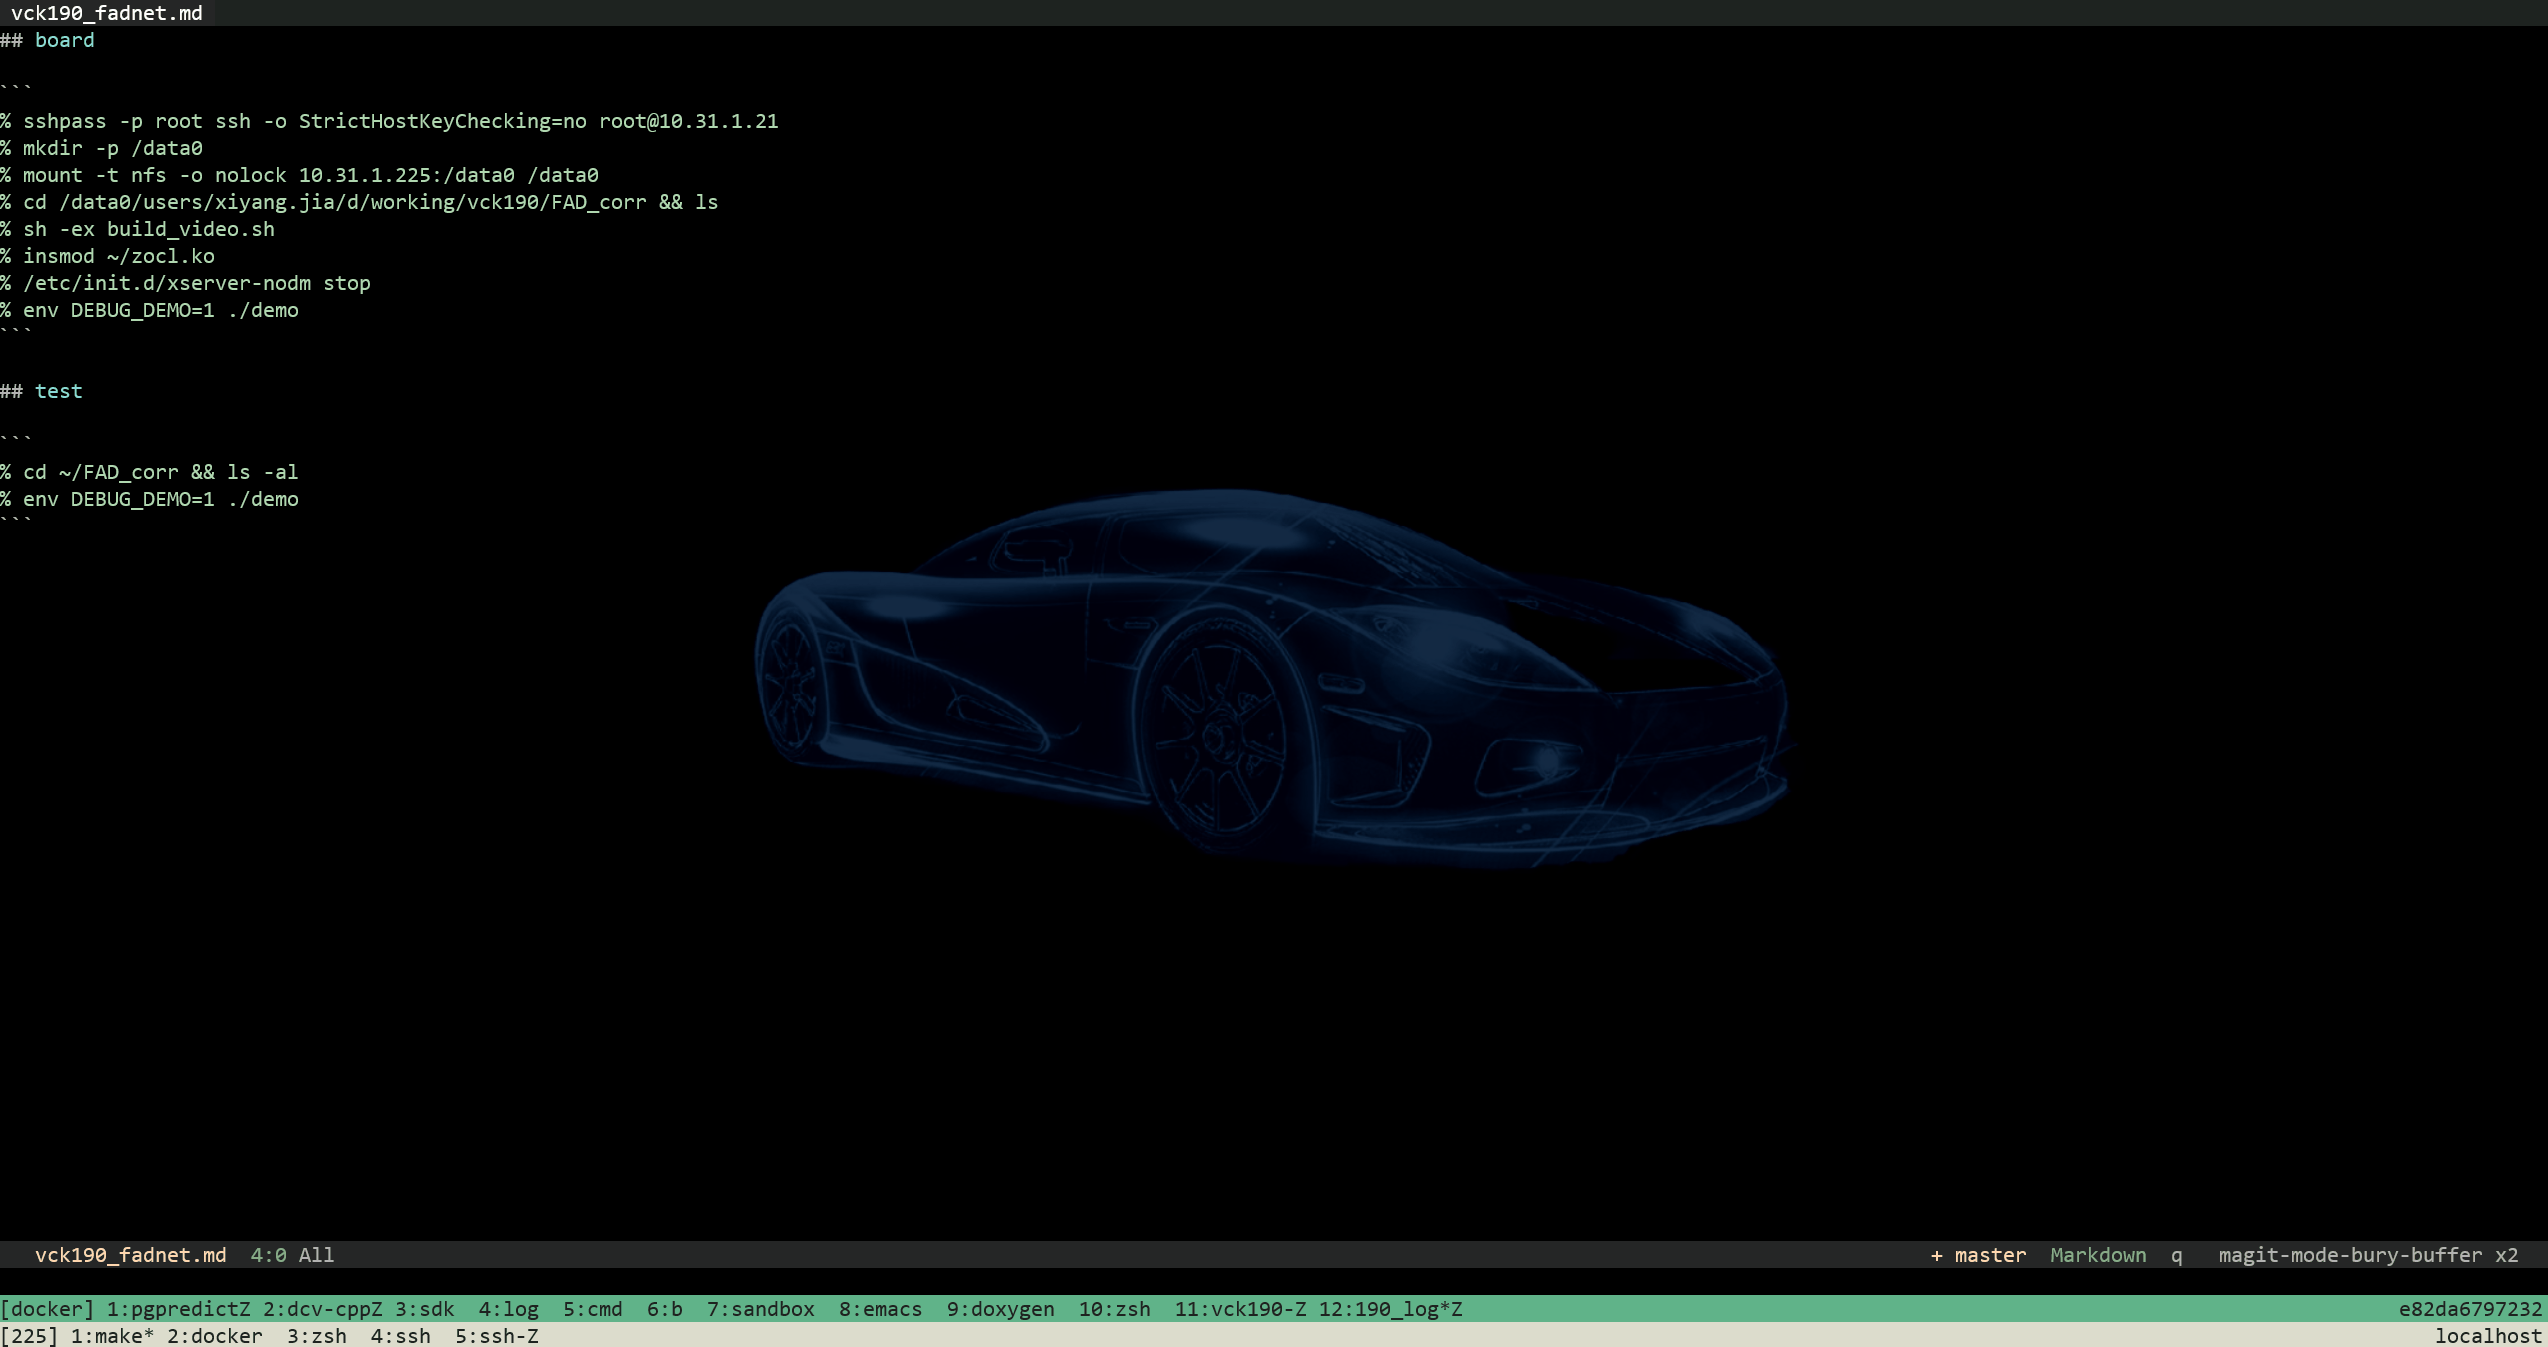 vck190_fadnet.md
## board
```
% sshpass -p root ssh -o StrictHostKeyChecking=no root@10.31.1.21
% mkdir -p /data0
% mount -t nfs -o nolock 10.31.1.225:/data0 /data0
% cd /data0/users/xiyang.jia/d/working/vck190/FAD_corr && ls
% sh -ex build_video.sh
% insmod ~/zocl.ko
% /etc/init.d/xserver-nodm stop
% env DEBUG_DEMO=1 ./demo
```
## test
```
% cd ~/FAD_corr && ls -al
% env DEBUG_DEMO=1 ./demo
```
vck190_fadnet.md  4:0 All + master  Markdown  q   magit-mode-bury-buffer x2
[docker] 1:pgpredictZ 2:dcv-cppZ 3:sdk  4:log  5:cmd  6:b  7:sandbox  8:emacs  9:doxygen  10:zsh  11:vck190-Z 12:190_log*Z e82da6797232
[225] 1:make* 2:docker  3:zsh  4:ssh  5:ssh-Z localhost